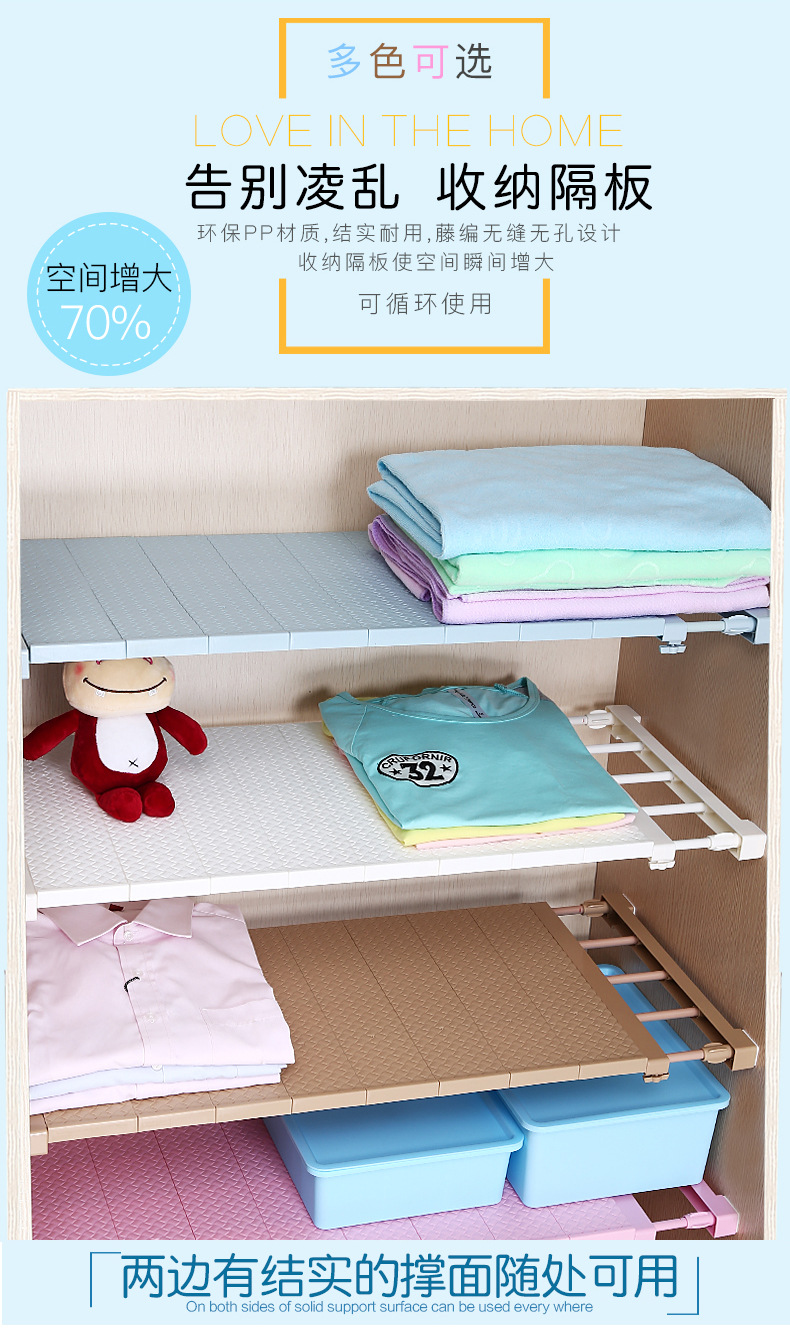 多色可选
LOVE IN THE HOME
告别凌乱 收纳隔板
环保PP材质,结实耐用,藤编无缝无孔设计
收纳隔板使空间瞬间增大
可循环使用
空间增大
70%
CRUFORNIR
32
两边有结实的撑面随处可用
On both sides of solid support surface can be used every where